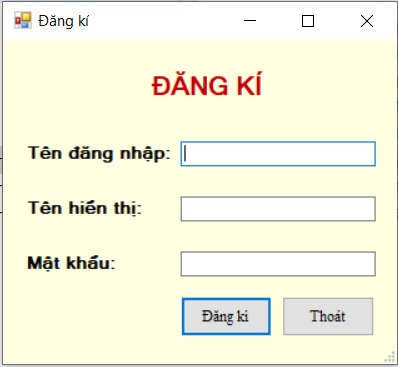 Đăng kí
ĐĂNG KÍ
Tên đăng nhập:
Tên hiển thị:
Mật khẩu:
Đăng kí
Thoát